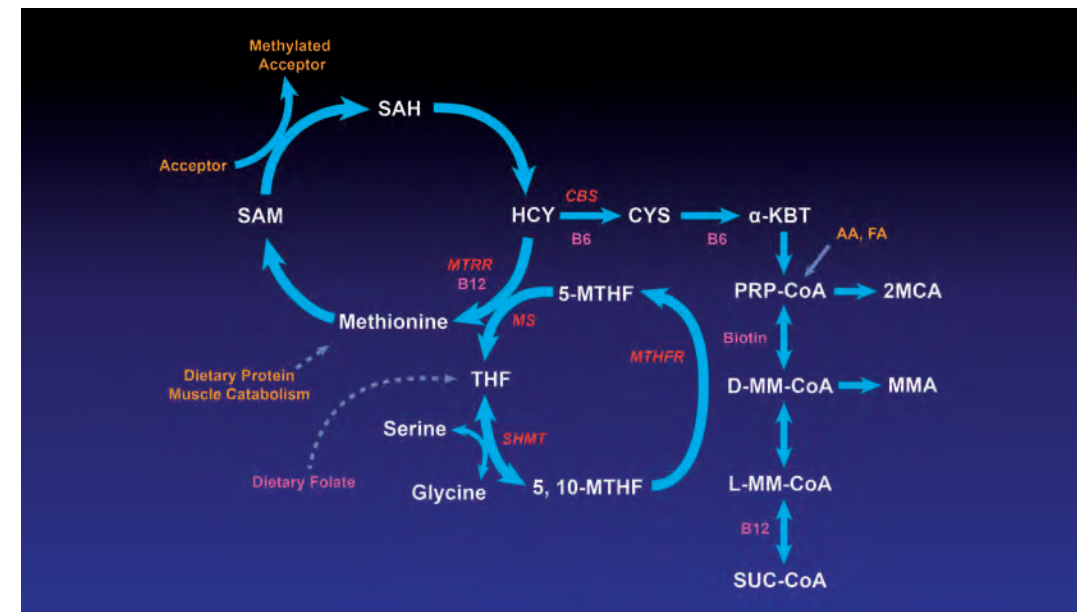 Methylated
Acceptor
SAH
Acceptor
SAM
HCY
CBS
B6
CYS
B6
α-KBT
AA, FA
MTRR
B12
5-MTHF
PRP-CoA
2MCA
Methionine
MS
Biotin
MTHFR
Dietary Protein
Muscle Catabolism
THF
D-MM-CoA
MMA
Serine
SHMT
Dietary Folate
Glycine
5, 10-MTHF
L-MM-CoA
B12
SUC-CoA